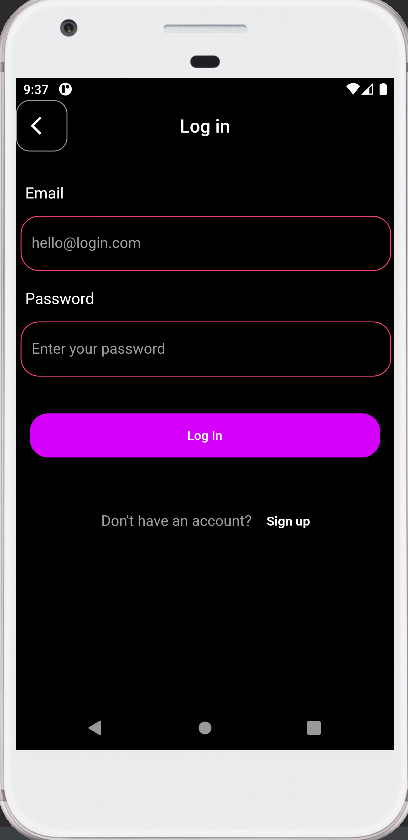 9:37
Log in
Email
hello@login.com
Password
Enter your password
Log In
Don't have an account? Sign up